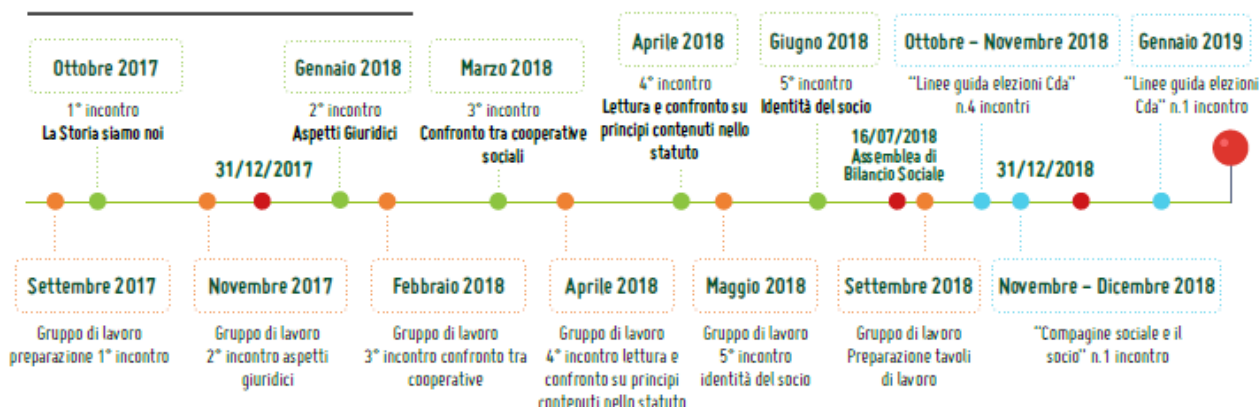 Ottobre 2017
1° incontro
La Storia siamo noi
31/12/2017
Gennaio 2018
2° incontro
Aspetti Giuridici
Marzo 2018
3° incontro
Confronto tra cooperative
sociali
Aprile 2018
4° incontro
Lettura e confronto su
principi contenuti nello
statuto
Giugno 2018
5° incontro
Identità del socio
16/07/2018
Assemblea di
Bilancio Sociale
Ottobre – Novembre 2018
"Linee guida elezioni Cda"
n.4 incontri
31/12/2018
Gennaio 2019
"Linee guida elezioni
Cda" n.1 incontro
Settembre 2017
Gruppo di lavoro
preparazione 1° incontro
Novembre 2017
Gruppo di lavoro
2° incontro aspetti
giuridici
Febbraio 2018
Gruppo di lavoro
3° incontro confronto tra
cooperative
Aprile 2018
Gruppo di lavoro
4° incontro lettura e
confronto su principi
contenuti nello statuto
Maggio 2018
Gruppo di lavoro
5° incontro
identità del socio
Settembre 2018
Gruppo di lavoro
Preparazione tavoli
di lavoro
Novembre – Dicembre 2018
"Compagine sociale e il
socio" n.1 incontro